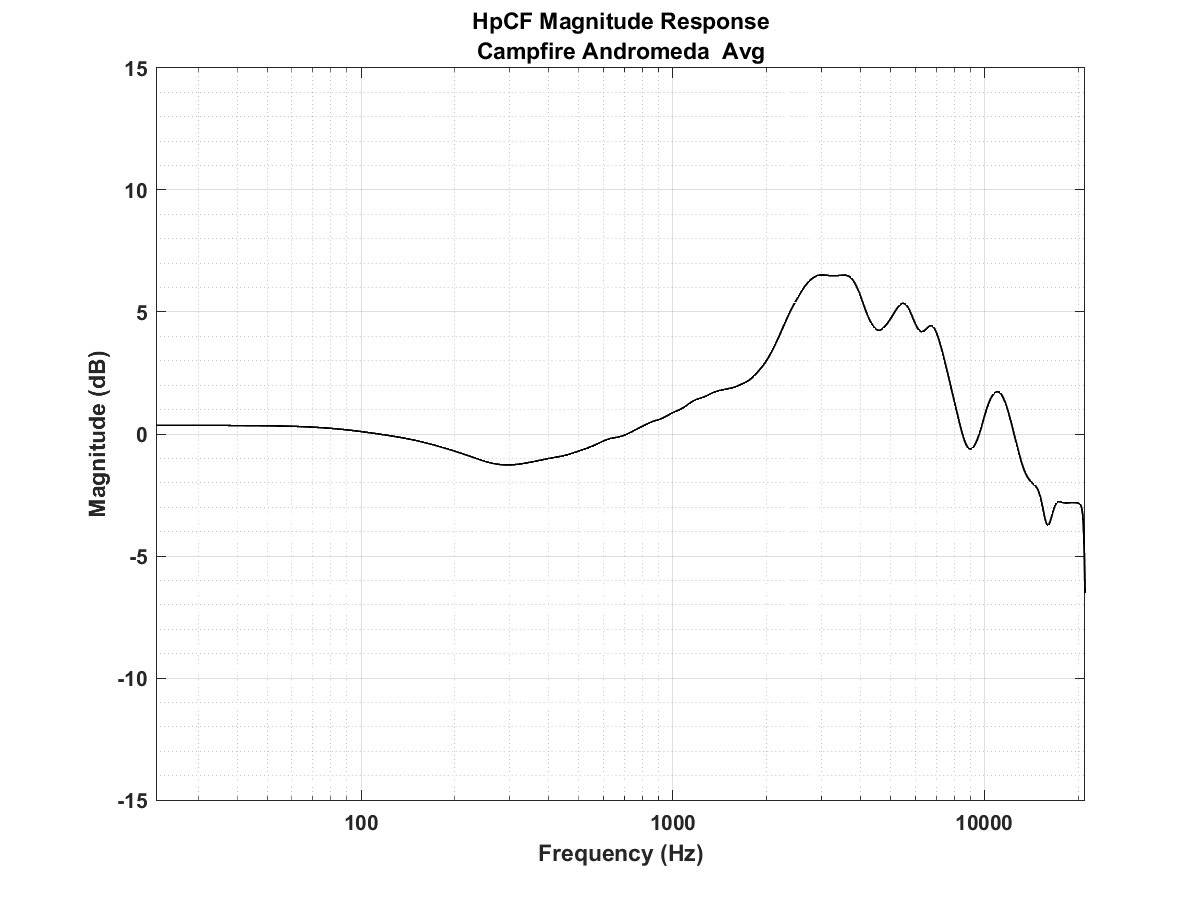 HpCF Magnitude Response
Campfire Andromeda  Avg
15
10
5
0
-5
-10
-15
Magnitude (dB)
100
1000
10000
Frequency (Hz)